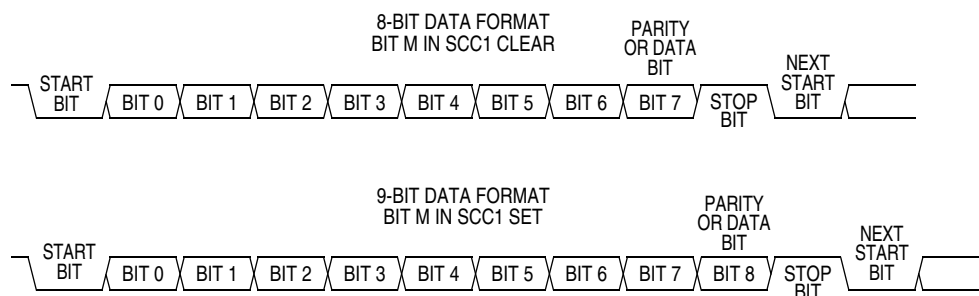 8-BIT DATA FORMAT
BIT M IN SCC1 CLEAR
PARITY
OR DATA
BIT
START
BIT
BIT 0
BIT 1
BIT 2
BIT 3
BIT 4
BIT 5
BIT 6
BIT 7
STOP
BIT
NEXT
START
BIT
9-BIT DATA FORMAT
BIT M IN SCC1 SET
PARITY
OR DATA
BIT
START
BIT
BIT 0
BIT 1
BIT 2
BIT 3
BIT 4
BIT 5
BIT 6
BIT 7
BIT 8
STOP
BIT
NEXT
START
BIT